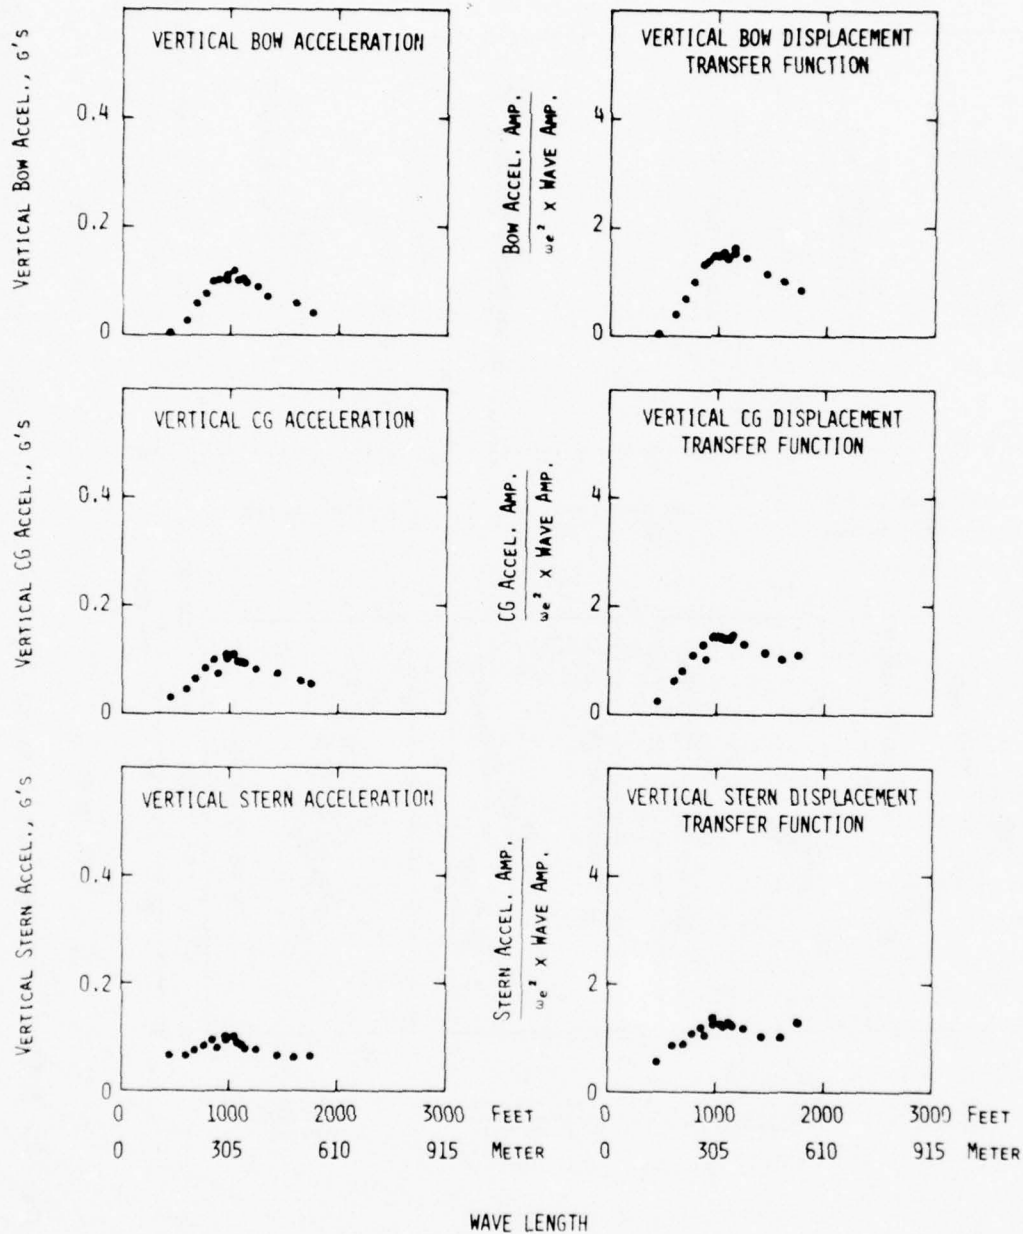 VERTICAL BOW ACCELERATION
VERTICAL BOW ACCEL., G'S
0.4
0.2
0
VERTICAL BOW DISPLACEMENT
TRANSFER FUNCTION
BOW ACCEL. AMP.
ωe² X WAVE AMP.
4
2
0
VERTICAL CG ACCELERATION
VERTICAL CG ACCEL., G'S
0.4
0.2
0
VERTICAL CG DISPLACEMENT
TRANSFER FUNCTION
CG ACCEL. AMP.
ωe² X WAVE AMP.
4
2
0
VERTICAL STERN ACCELERATION
VERTICAL STERN ACCEL., G'S
0.4
0.2
0
VERTICAL STERN DISPLACEMENT
TRANSFER FUNCTION
STERN ACCEL. AMP.
ωe² X WAVE AMP.
4
2
0
0 1000 2000 3000 FEET
0 305 610 915 METER
0 1000 2000 3000 FEET
0 305 610 915 METER
WAVE LENGTH